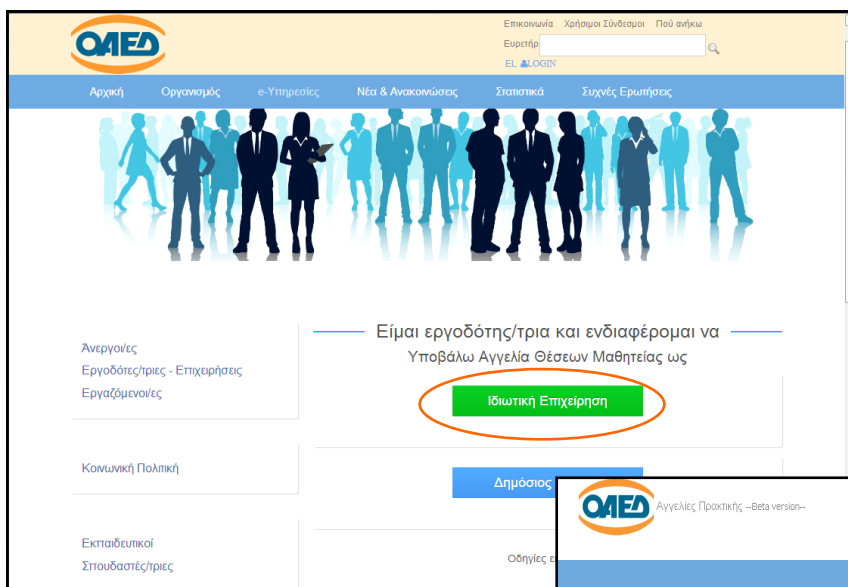 ΟΑΕΔ
Επικοινωνία Χρήσιμοι Σύνδεσμοι Πού ανήκω
Ευρετήρ
EL LOGIN
Αρχική Οργανισμός e-Υπηρεσίες Νέα & Ανακοινώσεις Στατιστικά Συχνές Ερωτήσεις
Άνεργοι/ες
Εργοδότες/τριες - Επιχειρήσεις
Εργαζόμενοι/ες
Κοινωνική Πολιτική
Εκπαιδευτικοί
Σπουδαστές/τριες
Είμαι εργοδότης/τρια και ενδιαφέρομαι να
Υποβάλω Αγγελία Θέσεων Μαθητείας ως
Ιδιωτική Επιχείρηση
Δημόσιος
Οδηγίες
ΟΑΕΔ
Αγγελίες Πρακτικής --Beta version--